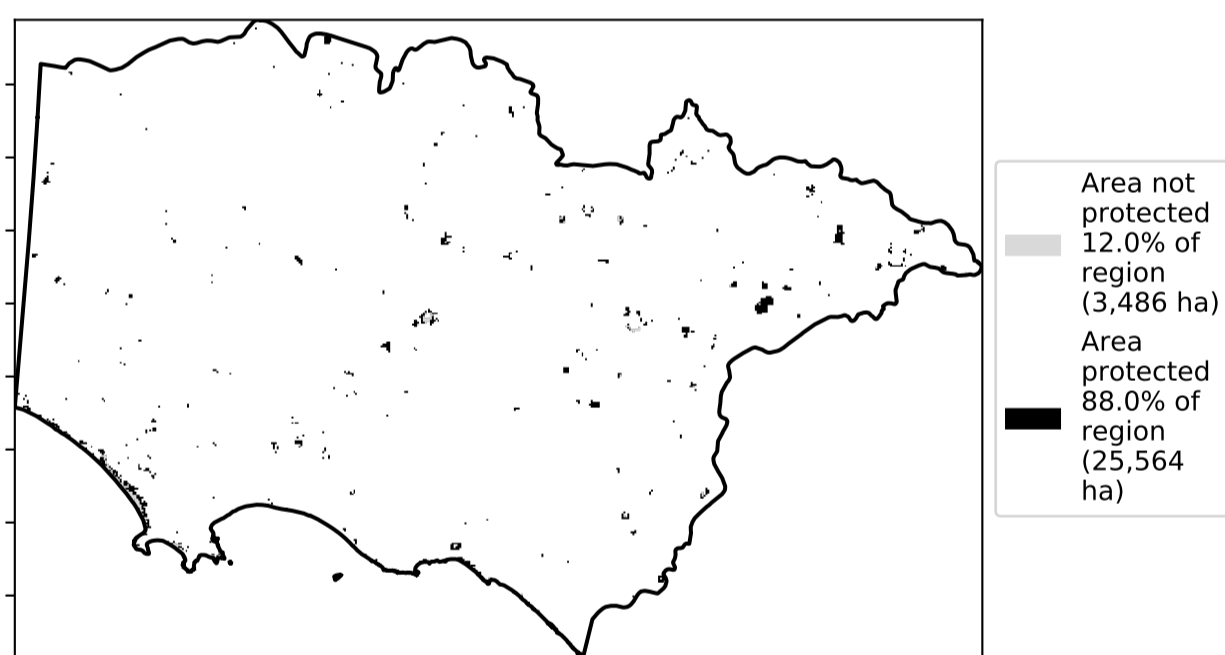 Area not
protected
12.0% of
region
(3,486 ha)
Area
protected
88.0% of
region
(25,564
ha)